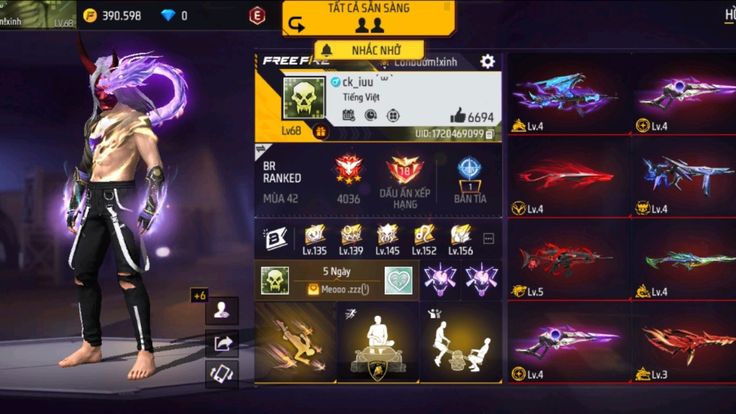 !xinh
LV.68
390.598
0
E
TẤT CẢ SẴN SÀNG
NHẮC NHỞ
FREE FIRE
ck_iuu
Tiếng Việt
6694
Lv68
UID: 1720469099
BR
RANKED
MÙA 42
4036
18
DẤU ẤN XẾP
HẠNG
1
BẮN TỈA
Lv.135
Lv.139
Lv.145
Lv.152
Lv.156
5 Ngày
Meooo .zzz
+6
Lv.4
Lv.4
Lv.4
Lv.4
Lv.5
Lv.4
Lv.4
Lv.3